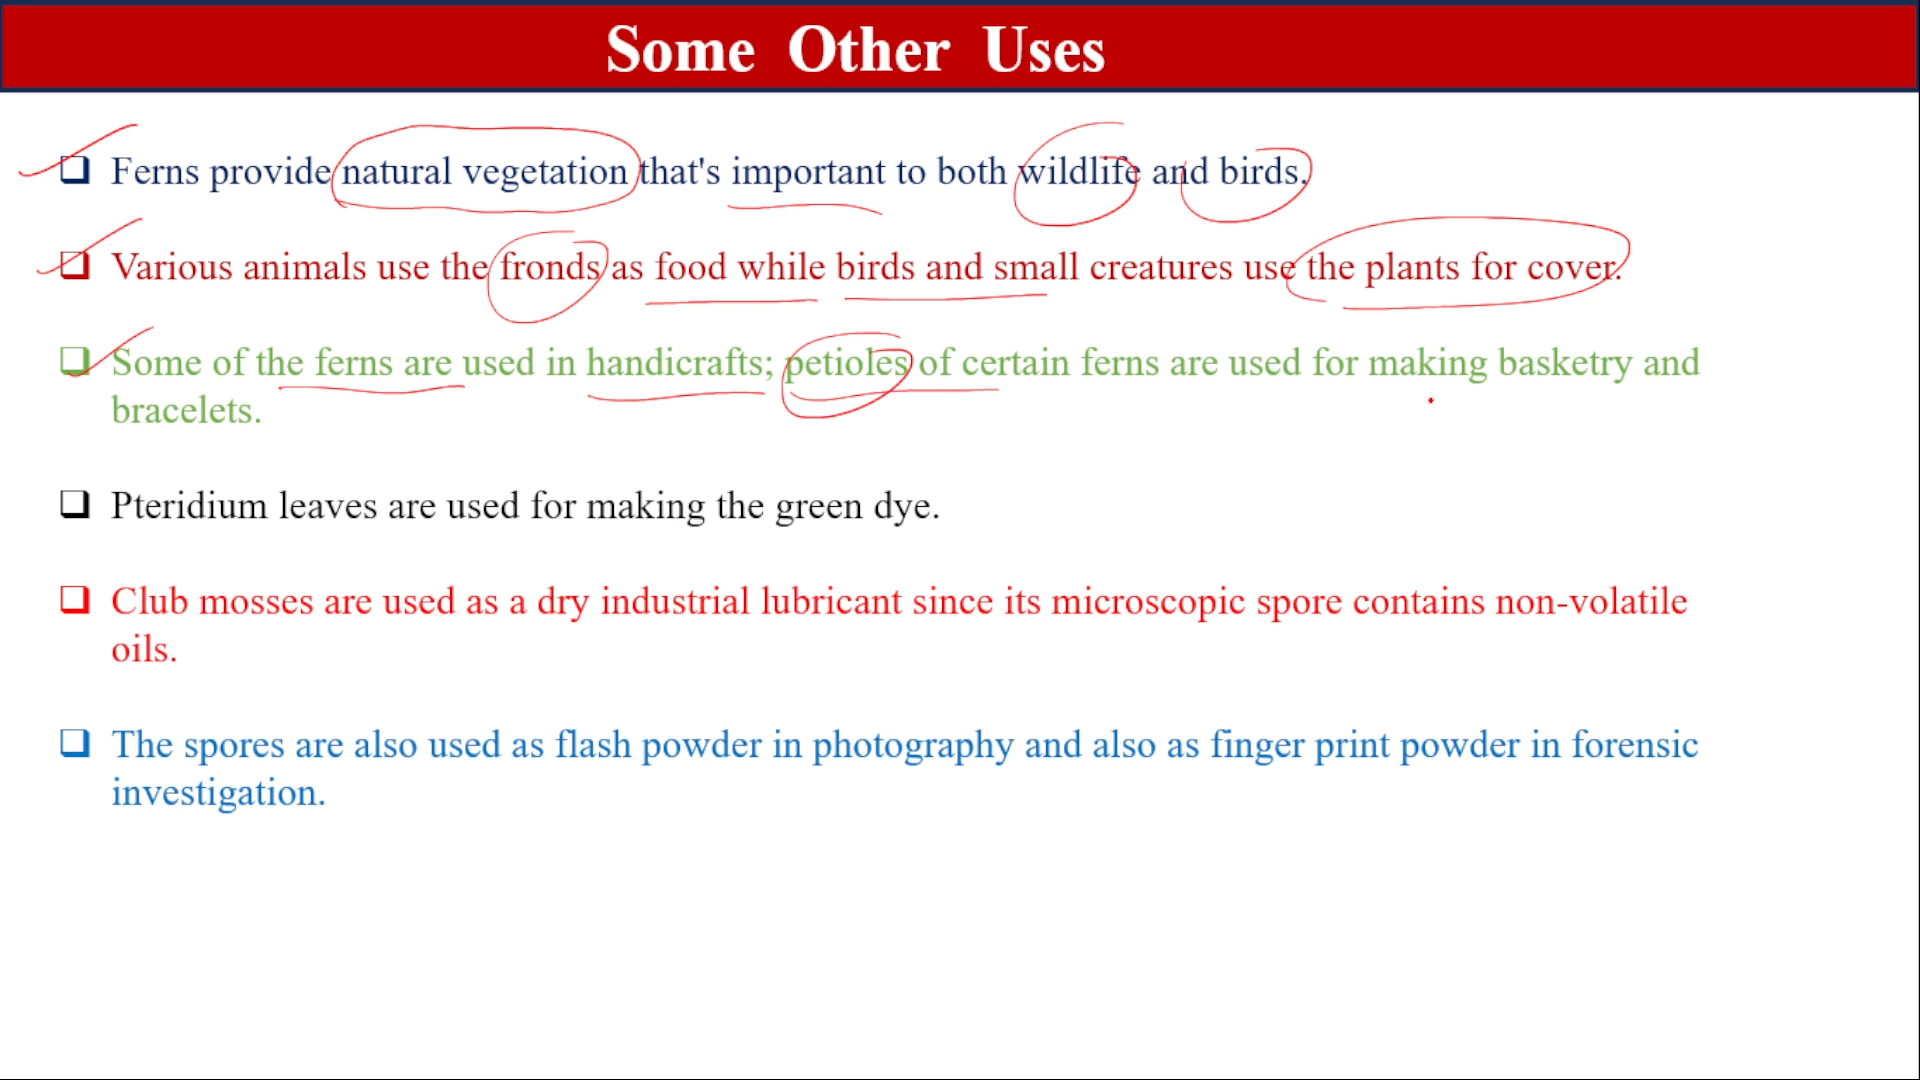 Some Other Uses
Ferns provide natural vegetation that's important to both wildlife and birds.
Various animals use the fronds as food while birds and small creatures use the plants for cover.
Some of the ferns are used in handicrafts; petioles of certain ferns are used for making basketry and
bracelets.
Pteridium leaves are used for making the green dye.
Club mosses are used as a dry industrial lubricant since its microscopic spore contains non-volatile
oils.
The spores are also used as flash powder in photography and also as finger print powder in forensic
investigation.